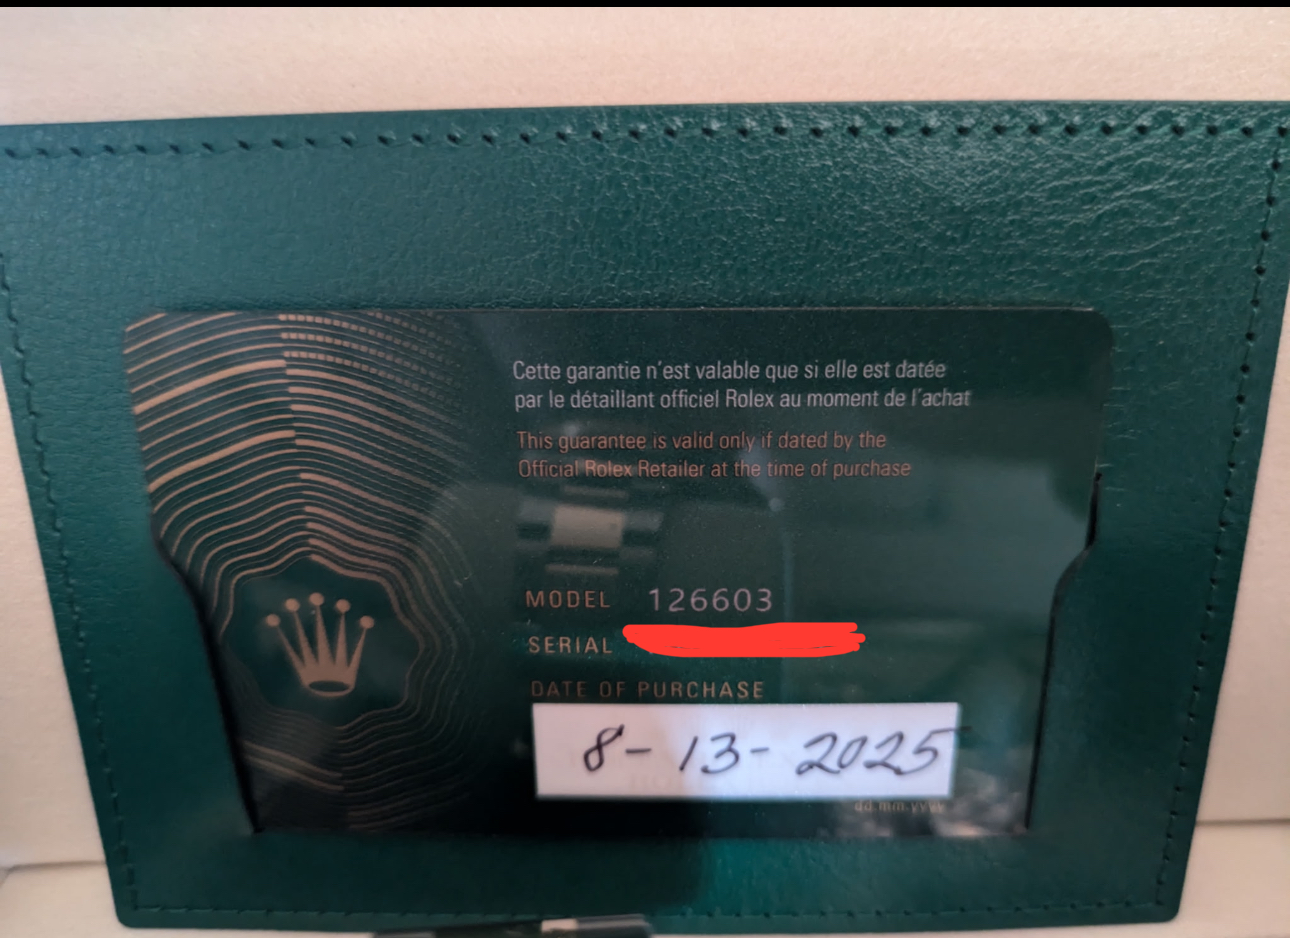 Cette garantie n'est valable que si elle est datée
par le détaillant officiel Rolex au moment de l'achat
This guarantee is valid only if dated by the
Official Rolex Retailer at the time of purchase
MODEL 126603
SERIAL
DATE OF PURCHASE
8-13-2025
dd.mm.yyyy